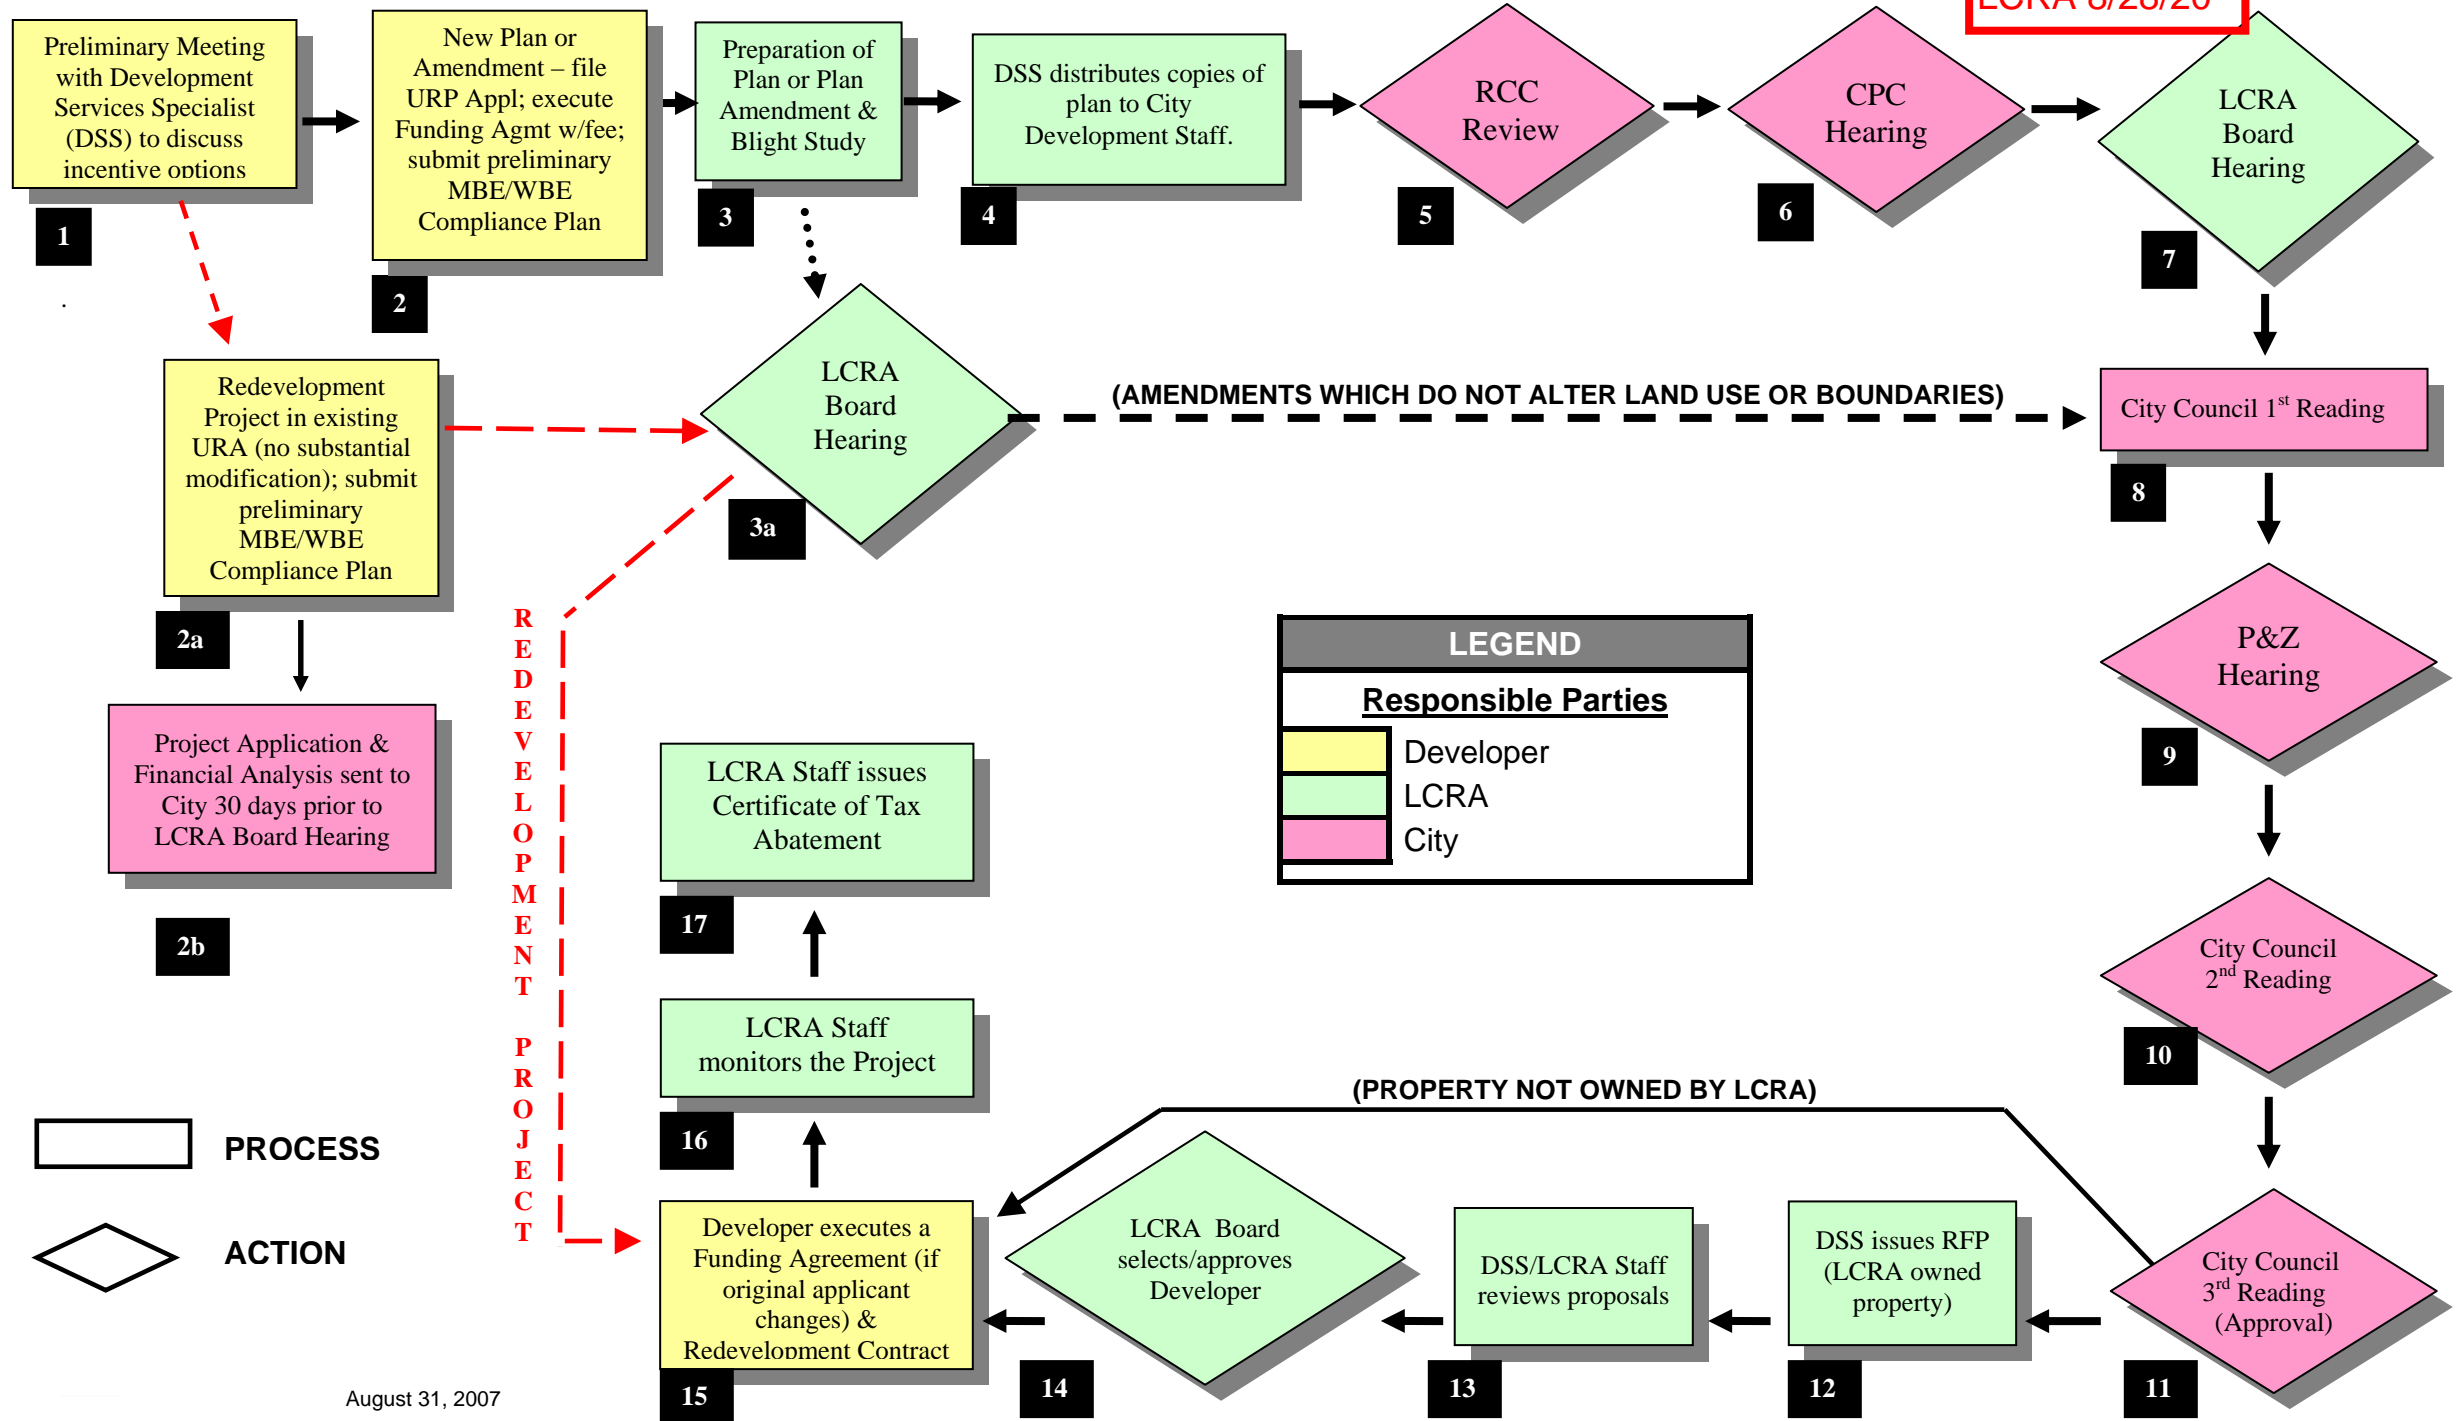 LCRA 8/28/20
Preliminary Meeting
with Development
Services Specialist
(DSS) to discuss
incentive options
1
New Plan or
Amendment – file
URP Appl; execute
Funding Agmt w/fee;
submit preliminary
MBE/WBE
Compliance Plan
2
Preparation of
Plan or Plan
Amendment &
Blight Study
3
DSS distributes copies of
plan to City
Development Staff.
4
RCC
Review
5
CPC
Hearing
6
LCRA
Board
Hearing
7
.
Redevelopment
Project in existing
URA (no substantial
modification); submit
preliminary
MBE/WBE
Compliance Plan
2a
LCRA
Board
Hearing
3a
(AMENDMENTS WHICH DO NOT ALTER LAND USE OR BOUNDARIES)
City Council 1st Reading
8
Project Application &
Financial Analysis sent to
City 30 days prior to
LCRA Board Hearing
2b
R
E
D
E
V
E
L
O
P
M
E
N
T
P
R
O
J
E
C
T
LEGEND
Responsible Parties
Developer
LCRA
City
P&Z
Hearing
9
LCRA Staff issues
Certificate of Tax
Abatement
17
City Council
2nd Reading
10
LCRA Staff
monitors the Project
16
(PROPERTY NOT OWNED BY LCRA)
PROCESS
ACTION
Developer executes a
Funding Agreement (if
original applicant
changes) &
Redevelopment Contract
15
LCRA Board
selects/approves
Developer
14
DSS/LCRA Staff
reviews proposals
13
DSS issues RFP
(LCRA owned
property)
12
City Council
3rd Reading
(Approval)
11
August 31, 2007